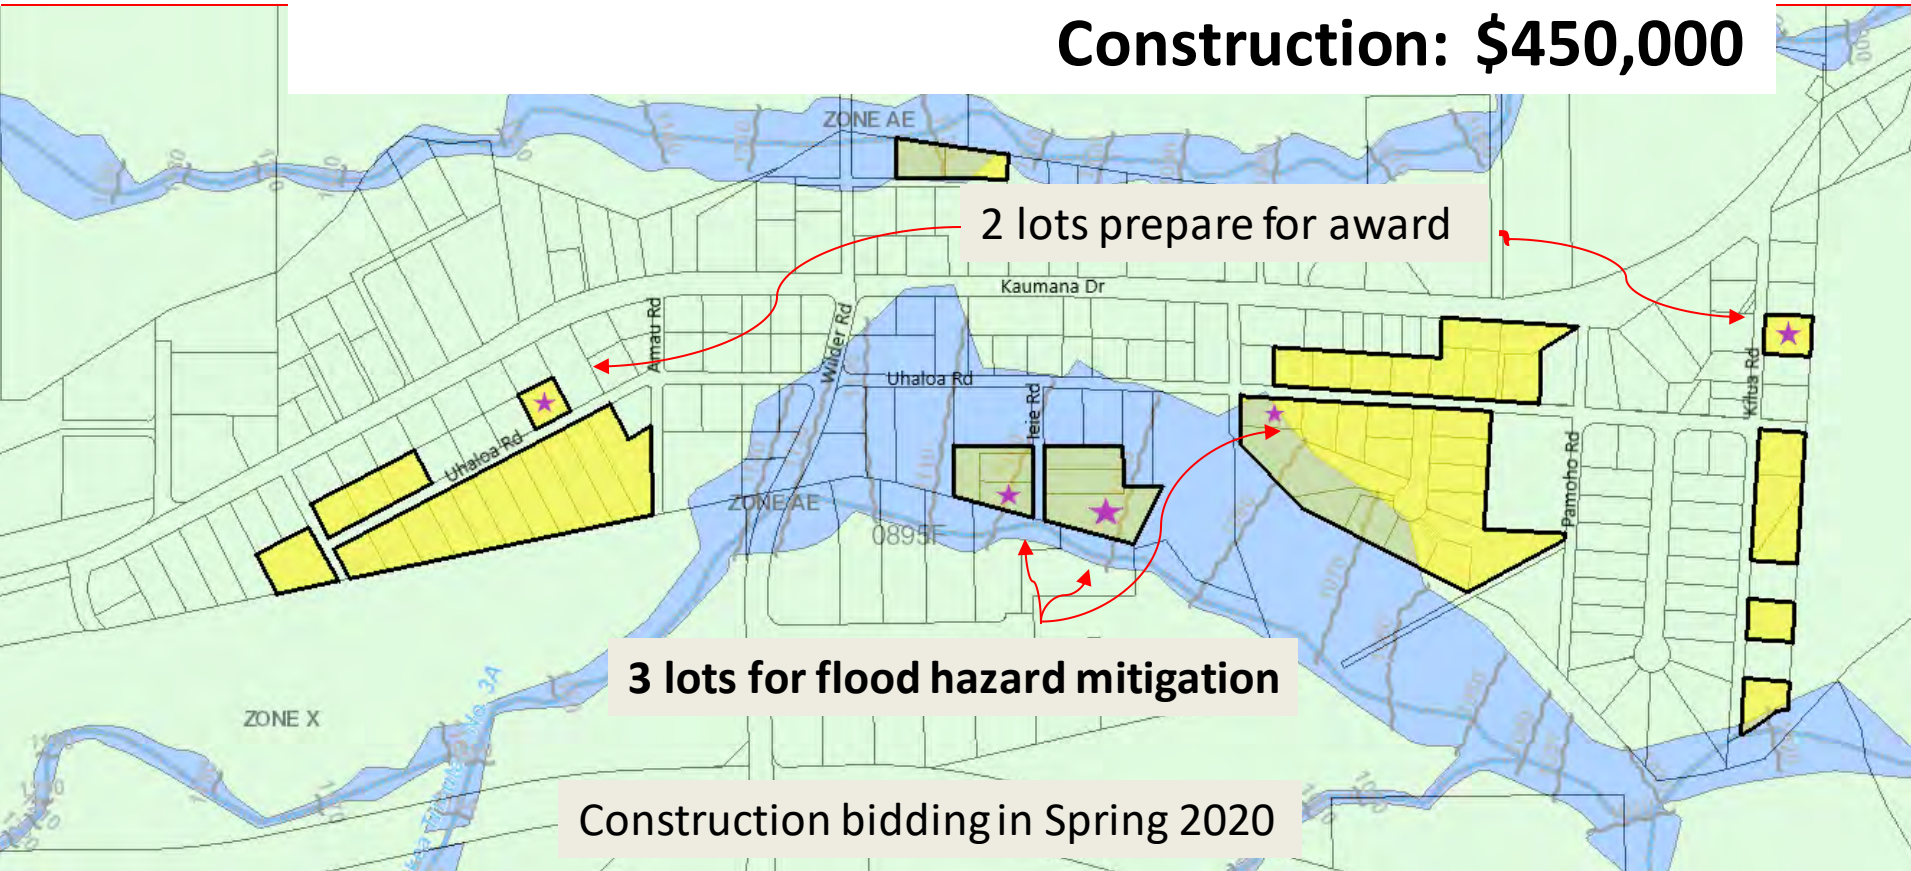 Construction: $450,000
ZONE AE
2 lots prepare for award
Kaumana Dr
Amau Rd
Wilder Rd
Uhaloa Rd
Ieie Rd
Kilua Rd
Uhaloa Rd
Pamoho Rd
ZONE AE
0895F
3 lots for flood hazard mitigation
No. 3A
ZONE X
Construction bidding in Spring 2020